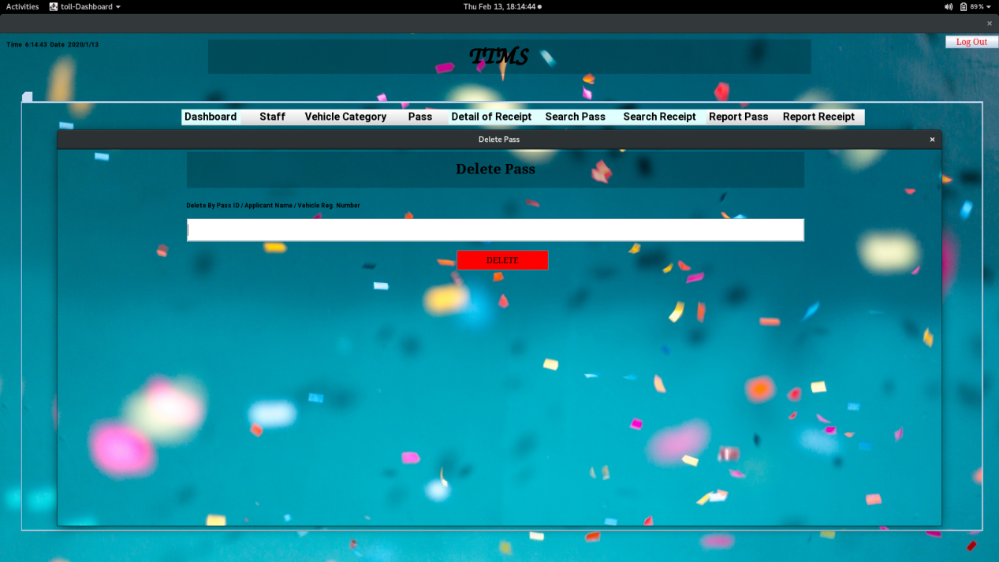 Activities toll-Dashboard Thu Feb 13, 18:14:44 89 %
Time 6:14:43 Date 2020/1/13
TTMS
Log Out
Dashboard Staff Vehicle Category Pass Detail of Receipt Search Pass Search Receipt Report Pass Report Receipt
Delete Pass
Delete Pass
Delete By Pass ID / Applicant Name / Vehicle Reg. Number
DELETE